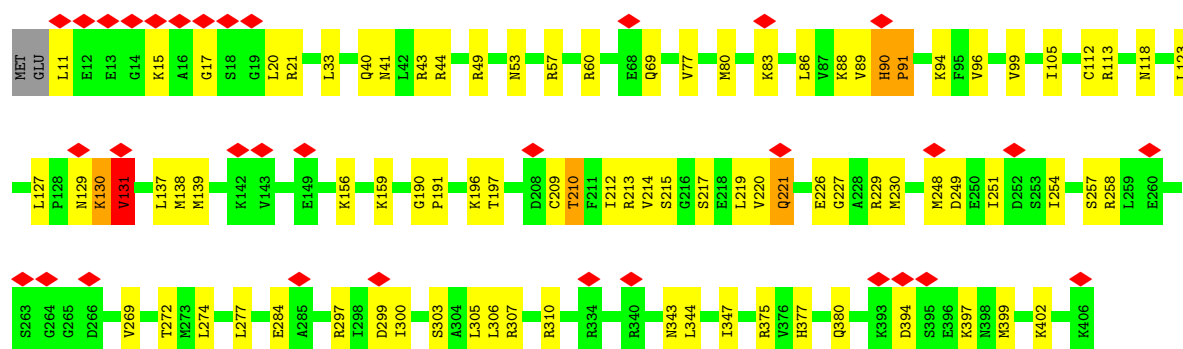 MET GLU L11 E12 E13 G14 K15 A16 G17 S18 G19 L20 R21 L33 Q40 N41 L42 R43 R44 R49 N53 R57 R60 E68 Q69 V77 M80 K83 L86 V87 K88 V89 H90 P91 K94 F95 V96 V99 I105 C112 R113 N118
L127 P128 N129 K130 V131 L137 M138 M139 K142 V143 E149 K156 K159 G190 P191 K196 T197 D208 C209 T210 F211 I212 R213 V214 S215 G216 S217 E218 L219 V220 Q221 E226 G227 A228 R229 M230 M248 D249 E250 I251 D252 S253 I254 S257 R258 L259 E260
S263 G264 G265 D266 V269 T272 M273 L274 L277 E284 A285 R297 I298 D299 I300 S303 A304 L305 L306 R307 R310 R334 R340 N343 L344 I347 R375 V376 H377 Q380 K393 D394 S395 E396 K397 N398 M399 K402 K406